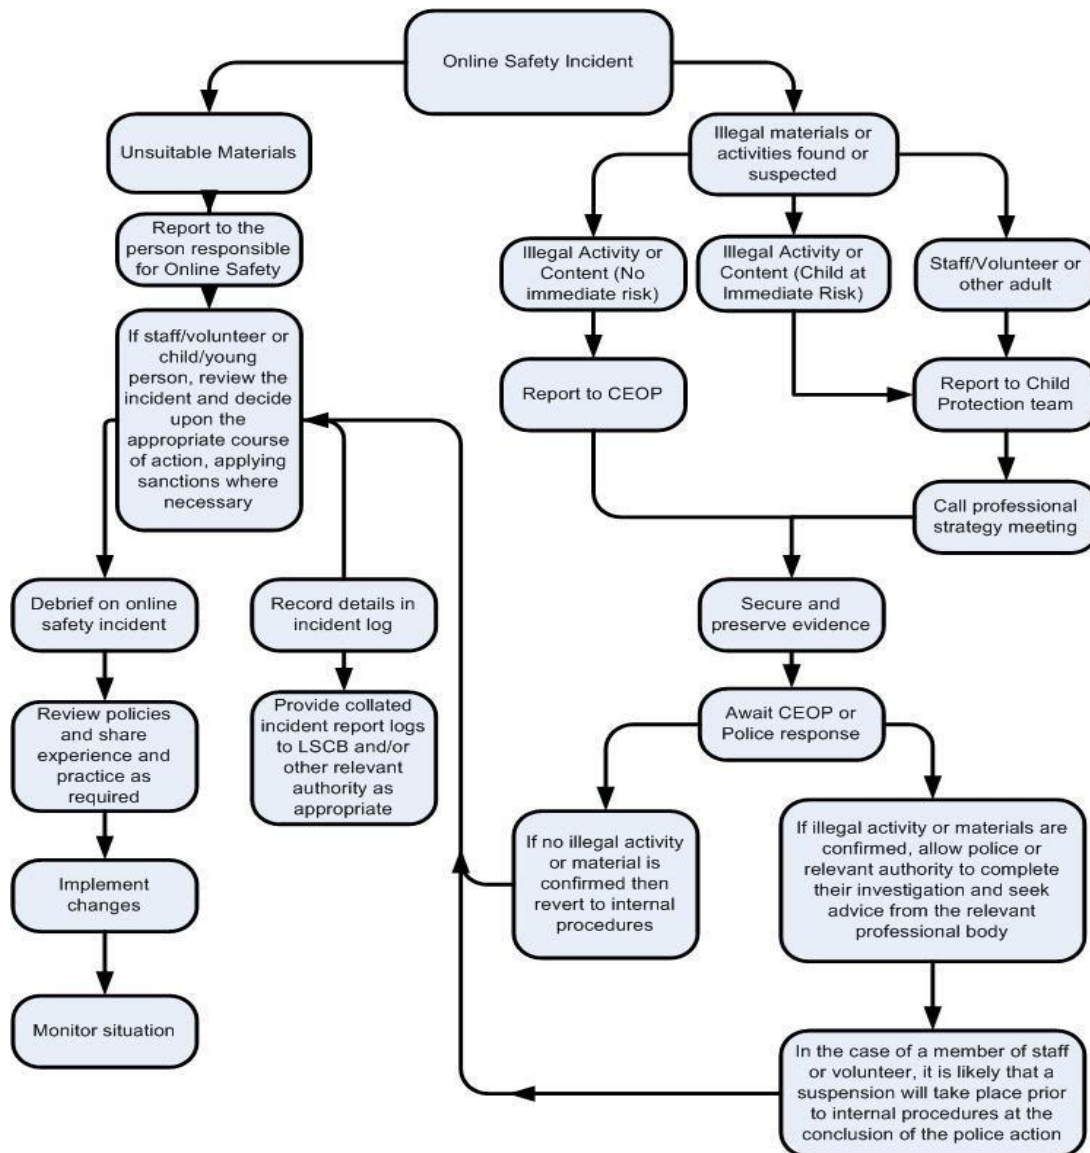 Online Safety Incident
Unsuitable Materials
Report to the
person responsible
for Online Safety
If staff/volunteer or
child/young
person, review the
incident and decide
upon the
appropriate course
of action, applying
sanctions where
necessary
Debrief on online
safety incident
Review policies
and share
experience and
practice as
required
Implement
changes
Monitor situation
Record details in
incident log
Provide collated
incident report logs
to LSCB and/or
other relevant
authority as
appropriate
Illegal materials or
activities found or
suspected
Illegal Activity or
Content (No
immediate risk)
Illegal Activity or
Content (Child at
Immediate Risk)
Staff/Volunteer or
other adult
Report to CEOP
Report to Child
Protection team
Call professional
strategy meeting
Secure and
preserve evidence
Await CEOP or
Police response
If no illegal activity
or material is
confirmed then
revert to internal
procedures
If illegal activity or materials are
confirmed, allow police or
relevant authority to complete
their investigation and seek
advice from the relevant
professional body
In the case of a member of staff
or volunteer, it is likely that a
suspension will take place prior
to internal procedures at the
conclusion of the police action